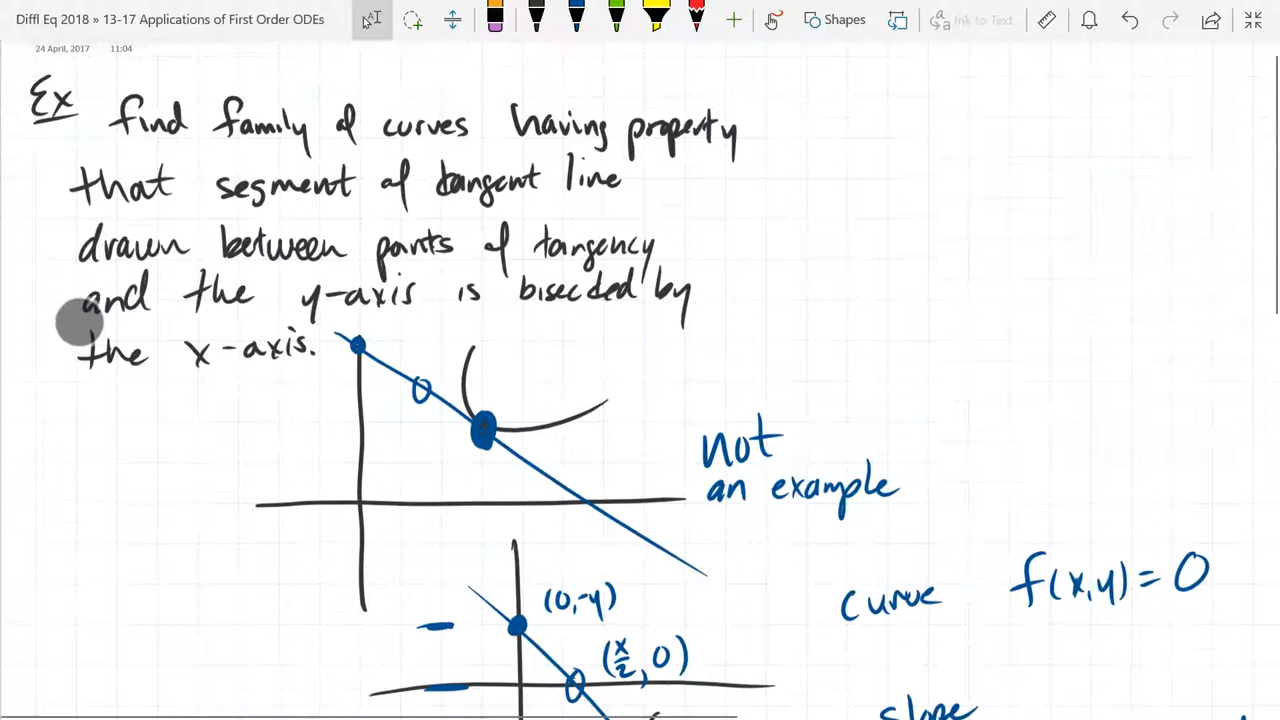 Diffl Eq 2018 » 13-17 Applications of First Order ODEs
Shapes
Ink to Text
24 April, 2017 11:04
Ex find family of curves having property
that segment of tangent line
drawn between points of tangency
and the y-axis is bisected by
the x-axis.
not
an example
curve f(x,y) = 0
(0,-y)
(x/2, 0)
slope